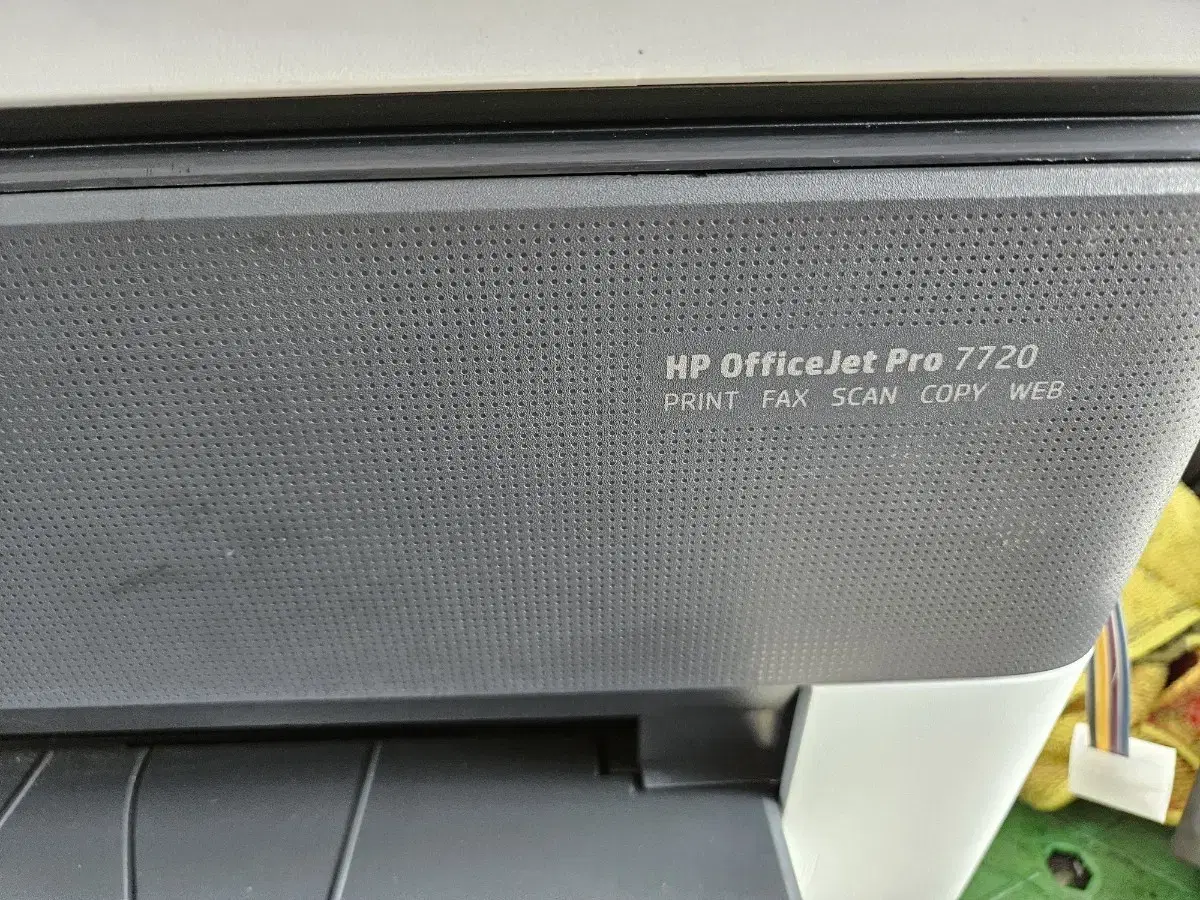 HP OfficeJet Pro 7720
PRINT FAX SCAN COPY WEB